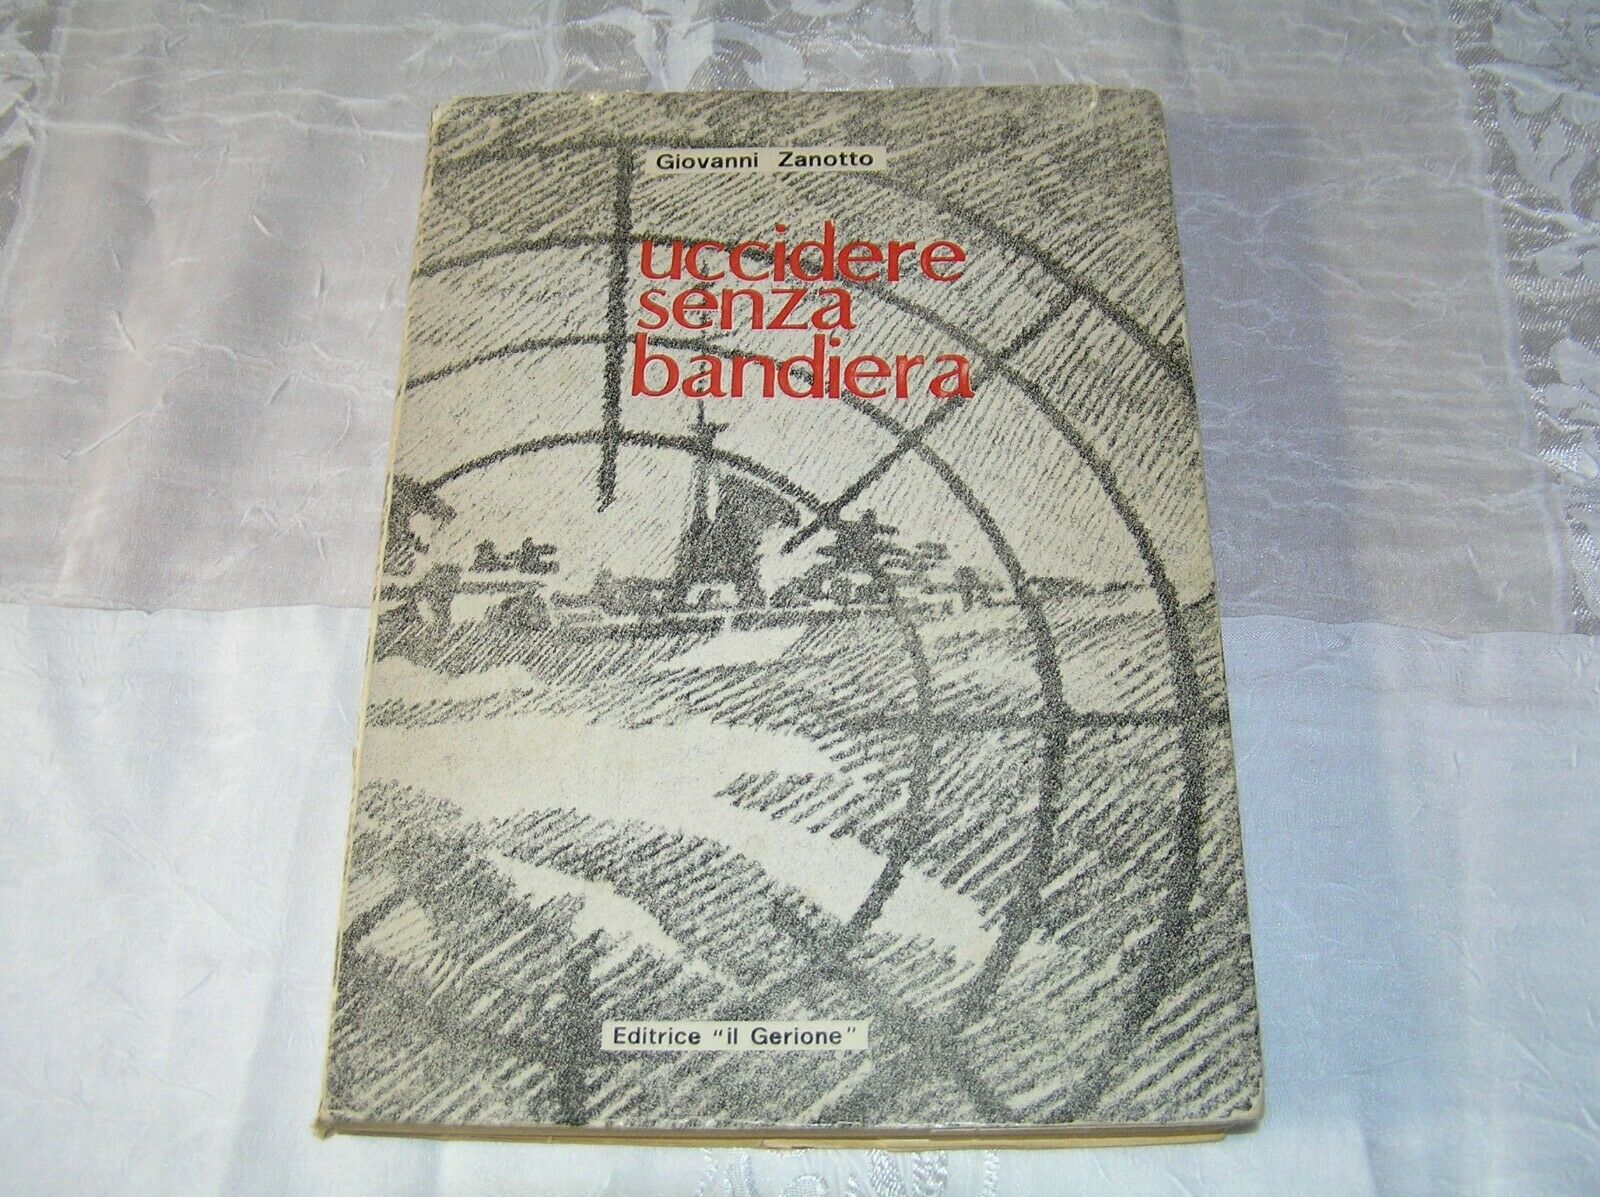 Giovanni Zanotto
uccidere
senza
bandiera
Editrice "il Gerione"